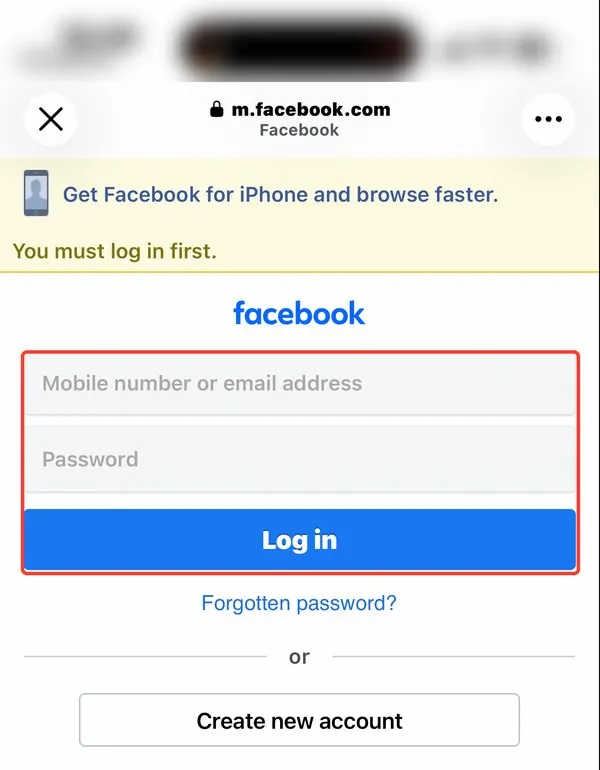 m.facebook.com
Facebook
Get Facebook for iPhone and browse faster.
You must log in first.
facebook
Mobile number or email address
Password
Log in
Forgotten password?
or
Create new account